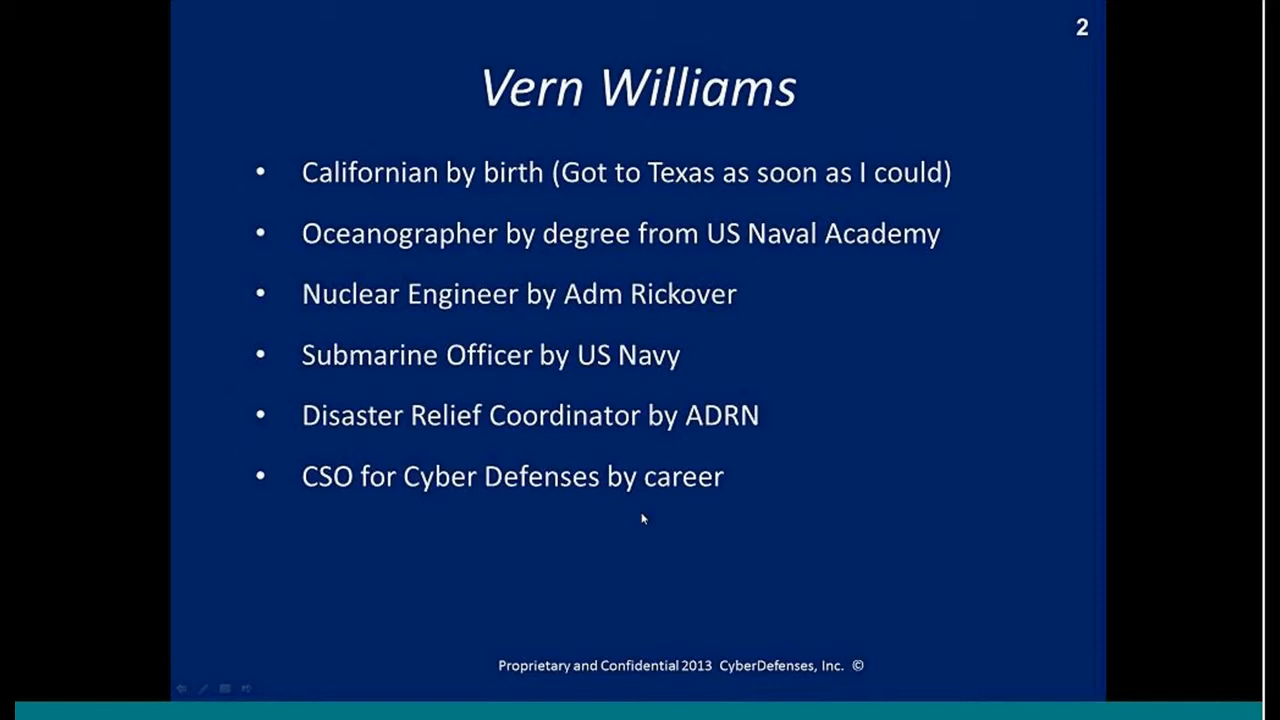 2
Vern Williams
• Californian by birth (Got to Texas as soon as I could)
• Oceanographer by degree from US Naval Academy
• Nuclear Engineer by Adm Rickover
• Submarine Officer by US Navy
• Disaster Relief Coordinator by ADRN
• CSO for Cyber Defenses by career
Proprietary and Confidential 2013 CyberDefenses, Inc. ©